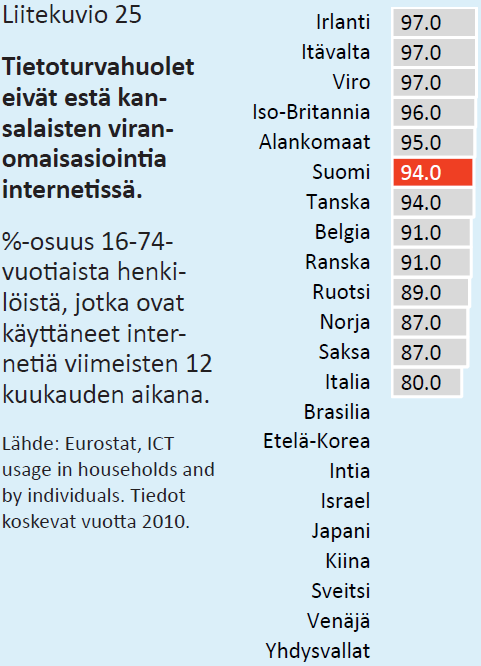 Liitekuvio 25
Tietoturvahuolet
eivät estä kan-
salaisten viran-
omaisasiointia
internetissä.
%-osuus 16-74-
vuotiaista henki-
löistä, jotka ovat
käyttäneet inter-
netiä viimeisten 12
kuukauden aikana.
Lähde: Eurostat, ICT
usage in households and
by individuals. Tiedot
koskevat vuotta 2010.
Irlanti 97.0
Itävalta 97.0
Viro 97.0
Iso-Britannia 96.0
Alankomaat 95.0
Suomi 94.0
Tanska 94.0
Belgia 91.0
Ranska 91.0
Ruotsi 89.0
Norja 87.0
Saksa 87.0
Italia 80.0
Brasilia
Etelä-Korea
Intia
Israel
Japani
Kiina
Sveitsi
Venäjä
Yhdysvallat